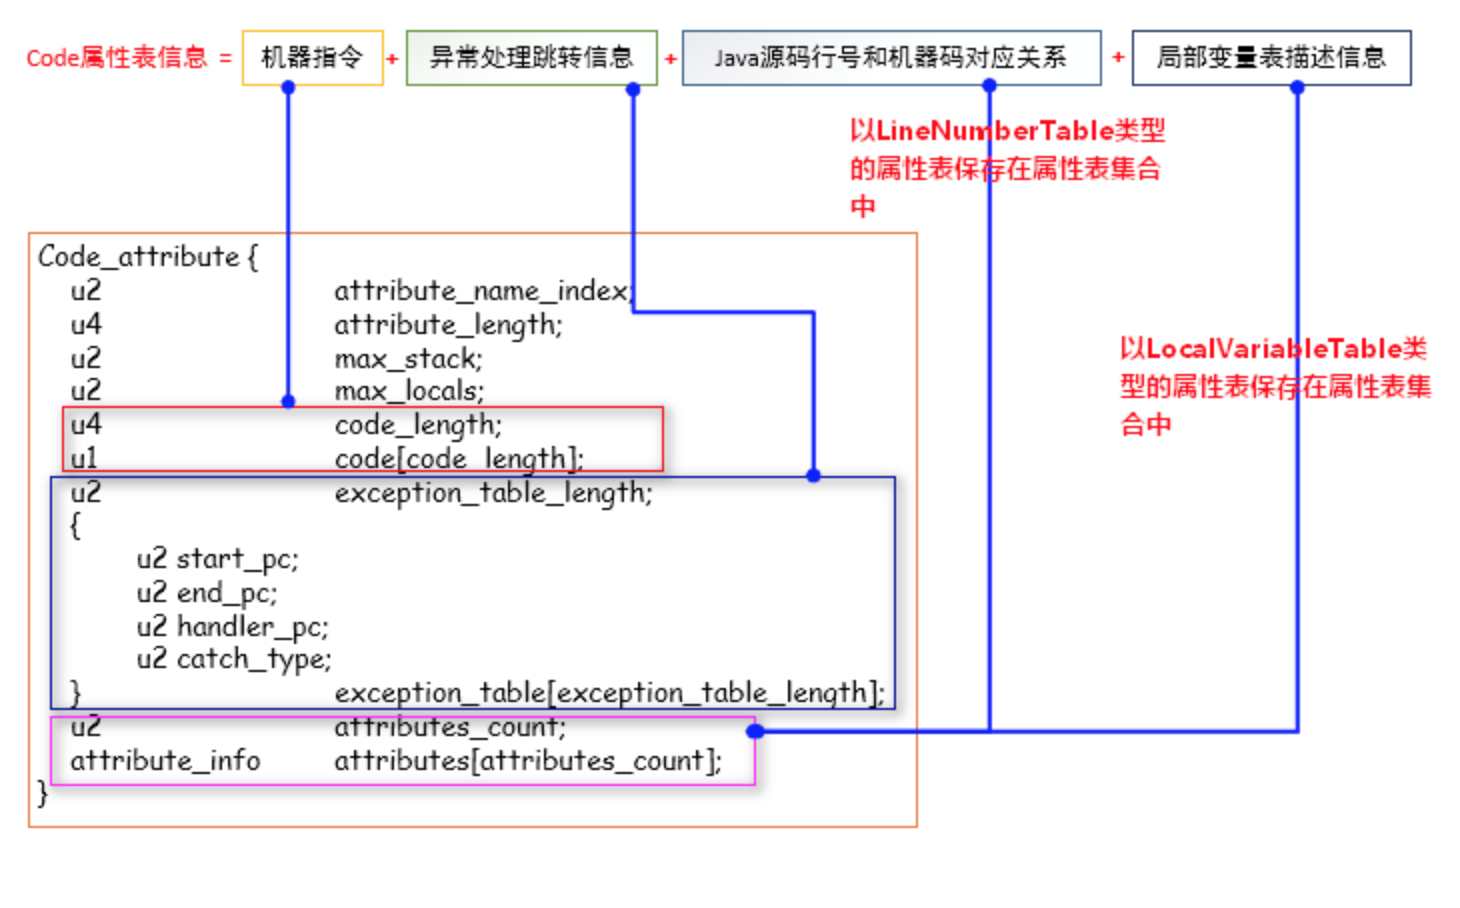 Code属性表信息 = 机器指令 + 异常处理跳转信息 + Java源码行号和机器码对应关系 + 局部变量表描述信息
以LineNumberTable类型
的属性表保存在属性表集合
中
Code_attribute {
u2 attribute_name_index;
u4 attribute_length;
u2 max_stack;
u2 max_locals;
u4 code_length;
u1 code[code_length];
u2 exception_table_length;
{
u2 start_pc;
u2 end_pc;
u2 handler_pc;
u2 catch_type;
} exception_table[exception_table_length];
u2 attributes_count;
attribute_info attributes[attributes_count];
}
以LocalVariableTable类
型的属性表保存在属性表集
合中